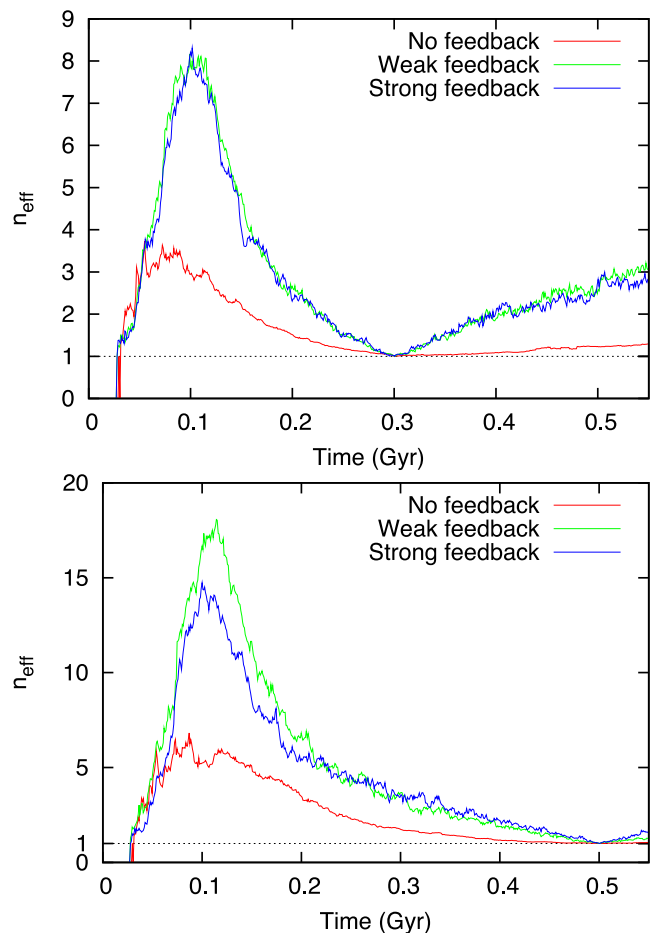 9
8
7
6
5
4
3
2
1
0
n_eff
No feedback
Weak feedback
Strong feedback
0 0.1 0.2 0.3 0.4 0.5
Time (Gyr)
20
15
10
5
1
0
n_eff
No feedback
Weak feedback
Strong feedback
0 0.1 0.2 0.3 0.4 0.5
Time (Gyr)